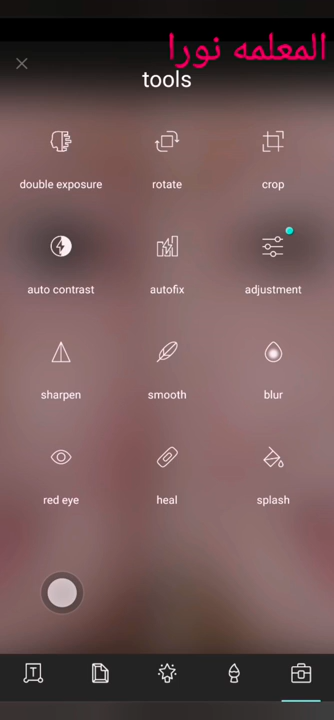 المعلمه نورا
tools
double exposure
rotate
crop
auto contrast
autofix
adjustment
sharpen
smooth
blur
red eye
heal
splash
T